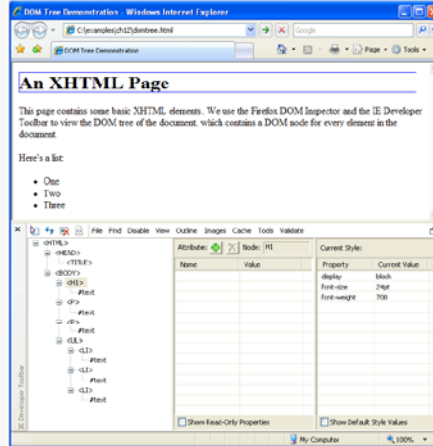 DOM Tree Demonstration - Windows Internet Explorer
C:\examples\ch12\domtree.html
Google
DOM Tree Demonstration
Page
Tools
An XHTML Page
This page contains some basic XHTML elements. We use the Firefox DOM
Inspector and the IE Developer
Toolbar to view the DOM tree of the document, which contains a DOM node for every element in the
document.
Here's a list:
One
Two
Three
File Find Disable View Outline Images Cache Tools Validate
<HTML>
<HEAD>
<TITLE>
<BODY>
<H1>
#text
<P>
#text
<P>
#text
<UL>
<LI>
#text
<LI>
#text
<LI>
#text
IE Developer Toolbar
Attribute: Node: H1
Name Value
Show Read-Only Properties
Current Style:
Property Current Value
display block
font-size 24pt
font-weight 700
Show Default Style Values
My Computer
100%